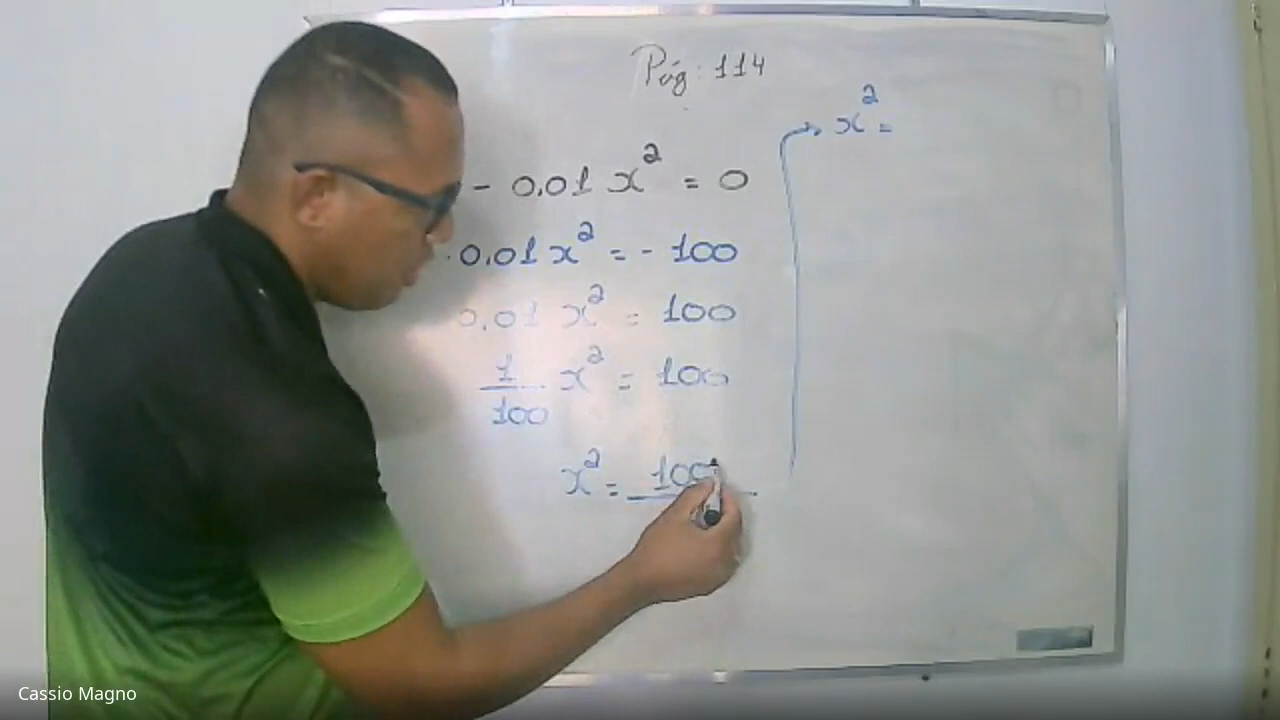 Pág: 114
- 0,01 x² = 0
0,01 x² = - 100
0,01 x² = 100
1/100 x² = 100
x² = 100
x² =
Cassio Magno